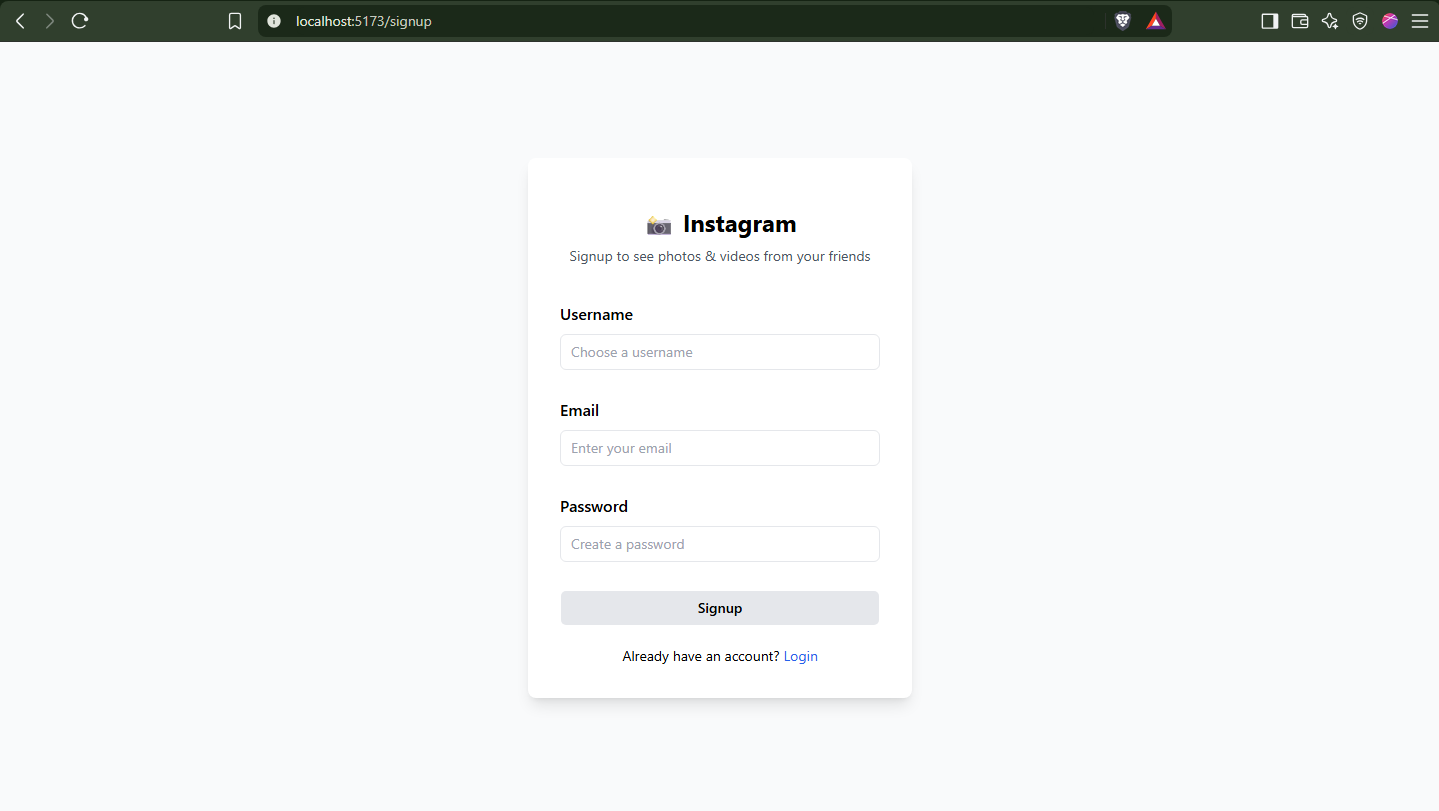 localhost:5173/signup
📸 Instagram
Signup to see photos & videos from your friends
Username
Choose a username
Email
Enter your email
Password
Create a password
Signup
Already have an account? Login